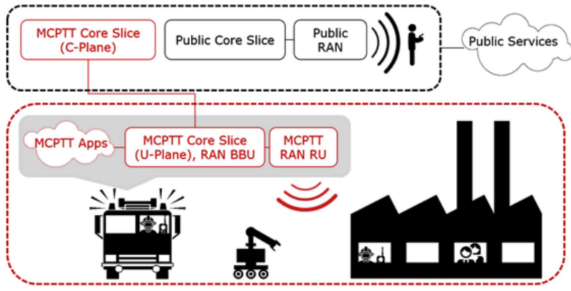 MCPTT Core Slice
(C-Plane)
Public Core Slice
Public
RAN
Public Services
MCPTT Apps
MCPTT Core Slice
(U-Plane), RAN BBU
MCPTT
RAN RU